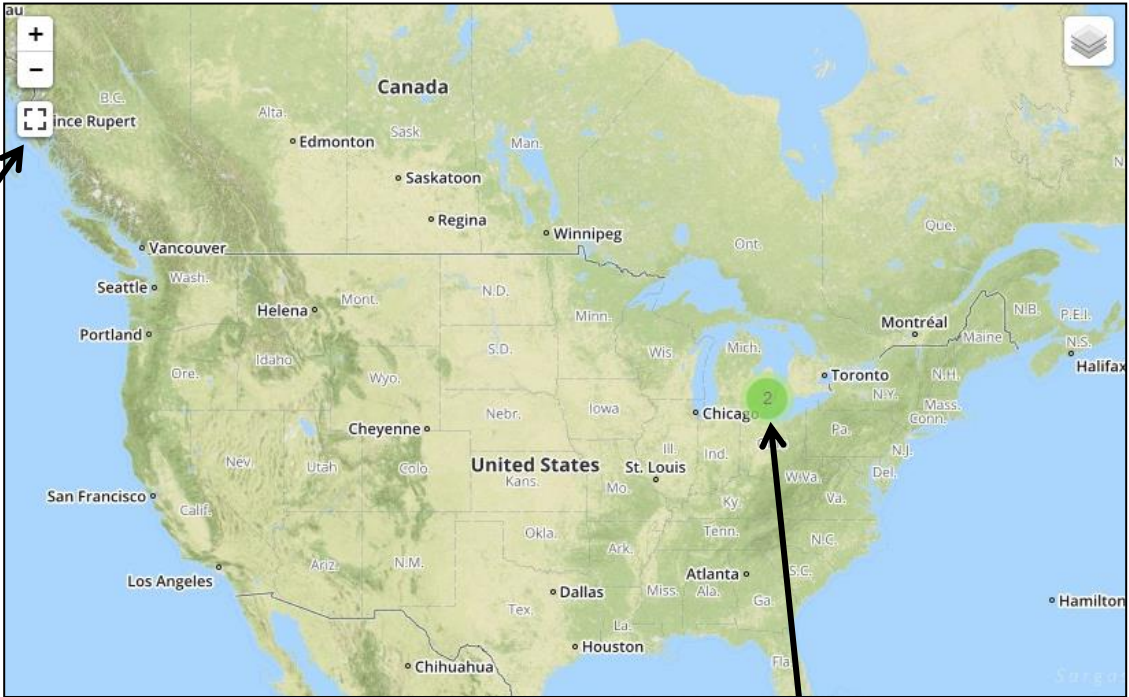 au
+
−
B.C.
ince Rupert
Alta.
Edmonton
Canada
Sask
Man.
Saskatoon
Regina
Winnipeg
Ont.
Que.
N
Vancouver
Wash.
Seattle
Helena
Mont.
N.D.
Minn.
Montréal
N.B.
P.E.I.
Maine
N.S.
Halifax
Portland
Ore.
Idaho
Wyo.
S.D.
Wis.
Mich.
Toronto
N.H.
N.Y.
Mass.
Conn.
2
Chicago
Iowa
Nebr.
Cheyenne
Pa.
N.J.
Nev.
Utah
Colo.
United States
Kans.
St. Louis
Mo.
Ill.
Ind.
O
W.Va.
Del.
Va.
Ky.
San Francisco
Calif.
Okla.
Ark.
Tenn.
N.C.
Los Angeles
Ariz.
N.M.
Dallas
Tex.
Miss.
Ala.
Atlanta
Ga.
S.C.
Hamilton
La.
Houston
Chihuahua
Fla.
Sargas